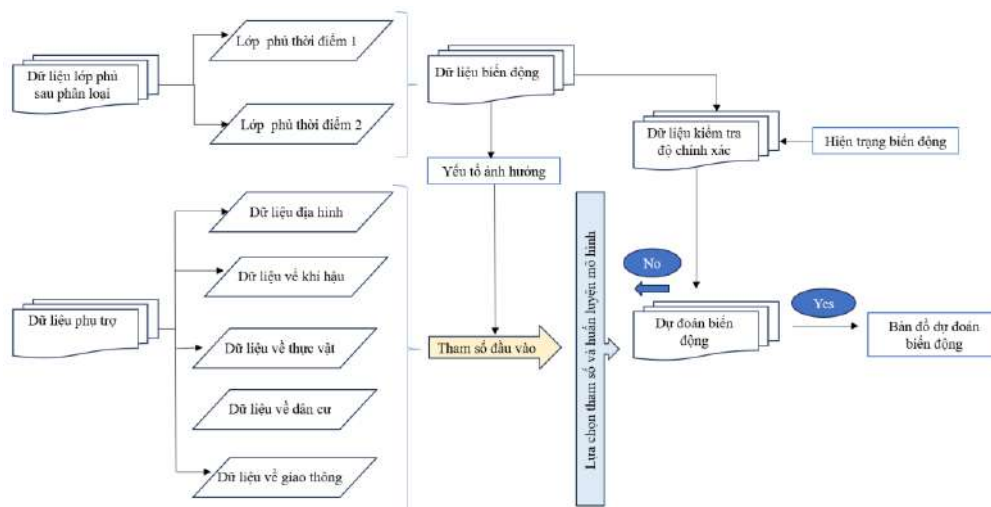 Lớp phủ thời điểm 1
Dữ liệu lớp phủ
sau phân loại
Dữ liệu biến động
Lớp phủ thời điểm 2
Dữ liệu kiểm tra
độ chính xác
Hiện trạng biến động
Yếu tố ảnh hưởng
Dữ liệu địa hình
Dữ liệu về khí hậu
Dữ liệu phụ trợ
Dữ liệu về thực vật
Dữ liệu về dân cư
Dữ liệu về giao thông
Tham số đầu vào
Lựa chọn tham số và huấn luyện mô hình
No
Dự đoán biến
động
Yes
Bản đồ dự đoán
biến động